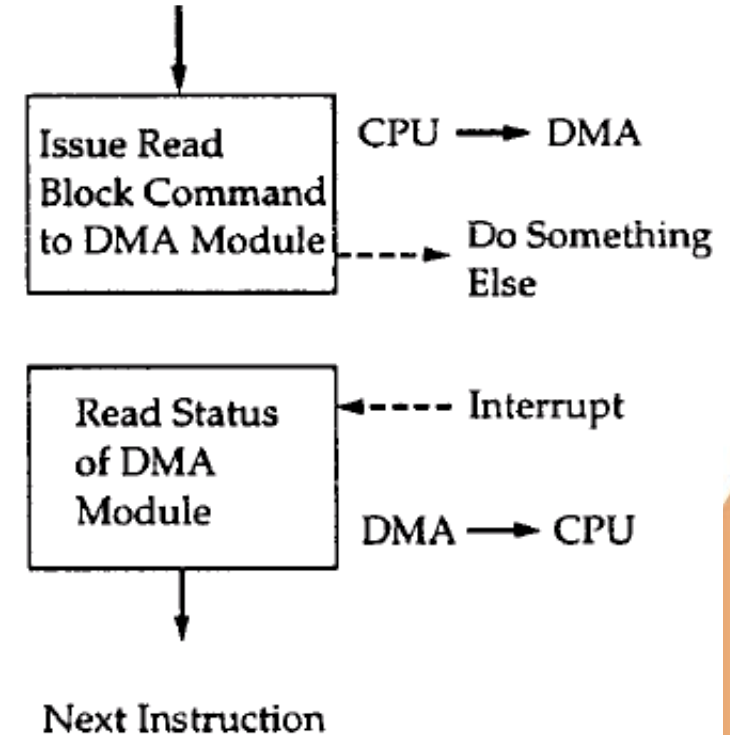 Issue Read
Block Command
to DMA Module
CPU → DMA
Do Something
Else
Read Status
of DMA
Module
Interrupt
DMA → CPU
Next Instruction